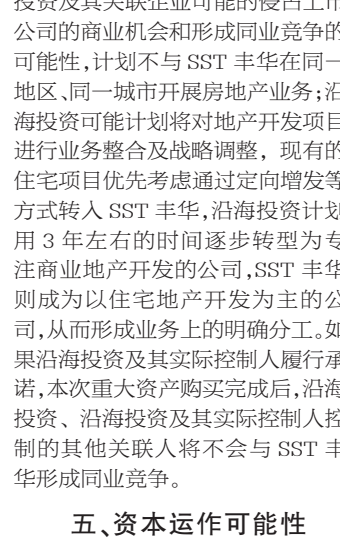 投资及其关联企业可能的侵占上市
公司的商业机会和形成同业竞争的
可能性,计划不与SST丰华在同一
地区、同一城市开展房地产业务;沿
海投资可能计划将对地产开发项目
进行业务整合及战略调整，现有的
住宅项目优先考虑通过定向增发等
方式转入SST丰华,沿海投资计划
用3年左右的时间逐步转型为专
注商业地产开发的公司,SST丰华
则成为以住宅地产开发为主的公
司,从而形成业务上的明确分工。如
果沿海投资及其实际控制人履行承
诺,本次重大资产购买完成后,沿海
投资、沿海投资及其实际控制人控
制的其他关联人将不会与SST丰
华形成同业竞争。
五、资本运作可能性